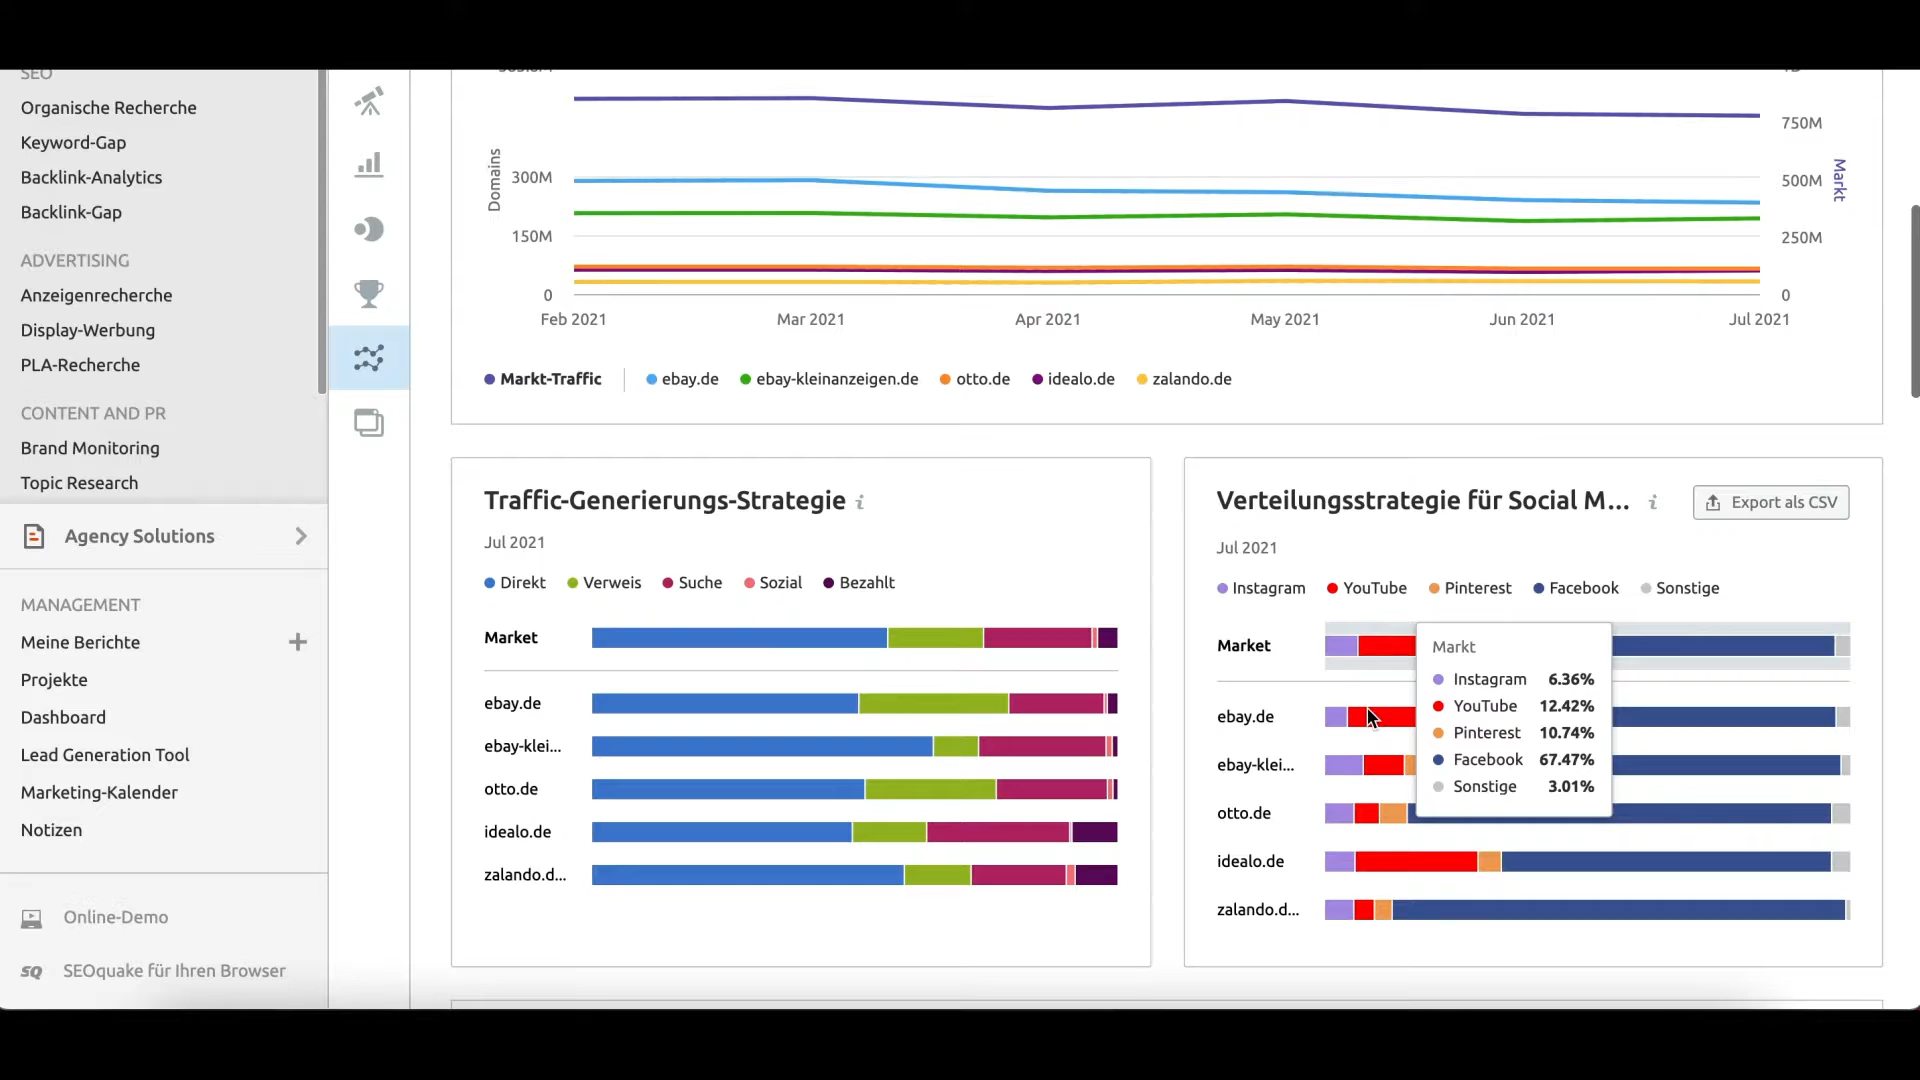 SEO
Organische Recherche
Keyword-Gap
Backlink-Analytics
Backlink-Gap
ADVERTISING
Anzeigenrecherche
Display-Werbung
PLA-Recherche
CONTENT AND PR
Brand Monitoring
Topic Research
Agency Solutions
MANAGEMENT
Meine Berichte
Projekte
Dashboard
Lead Generation Tool
Marketing-Kalender
Notizen
Online-Demo
SQ SEOquake für Ihren Browser
Domains
300M
150M
0
750M
500M
250M
0
Markt
Feb 2021 Mar 2021 Apr 2021 May 2021 Jun 2021 Jul 2021
Markt-Traffic ebay.de ebay-kleinanzeigen.de otto.de idealo.de zalando.de
Traffic-Generierungs-Strategie i
Jul 2021
Direkt Verweis Suche Sozial Bezahlt
Market
ebay.de
ebay-klei...
otto.de
idealo.de
zalando.d...
Verteilungsstrategie für Social M... i Export als CSV
Jul 2021
Instagram YouTube Pinterest Facebook Sonstige
Market
ebay.de
ebay-klei...
otto.de
idealo.de
zalando.d...
Markt
Instagram 6.36%
YouTube 12.42%
Pinterest 10.74%
Facebook 67.47%
Sonstige 3.01%